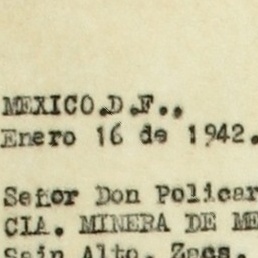 MEXICO.D.F.,
Enero 16 de 1942.
Señor Don Policar
CIA. MINERA DE ME
Sain Alto. Zacs.